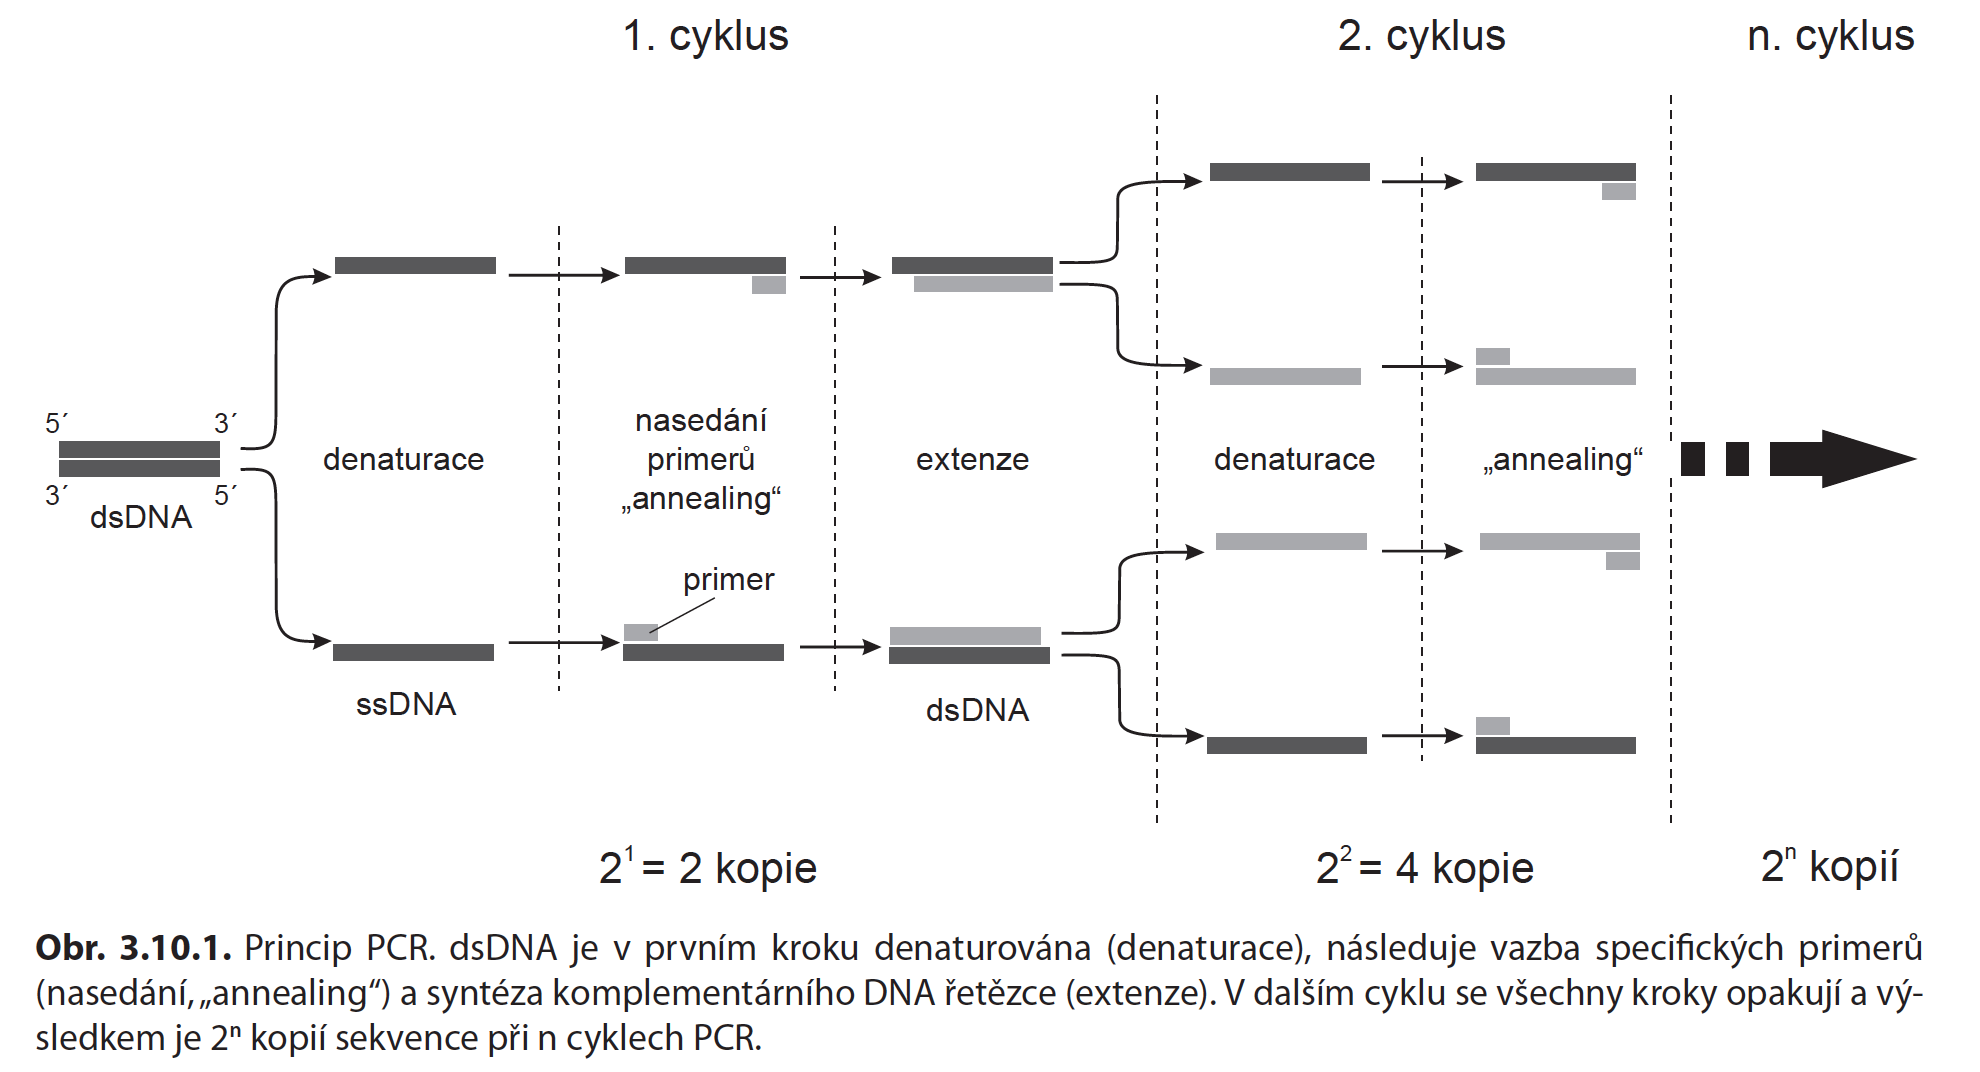 1. cyklus
2. cyklus
n. cyklus
5´ 3´
3´ 5´
dsDNA
denaturace
nasedání
primerů
„annealing“
extenze
denaturace
„annealing“
primer
ssDNA
dsDNA
2¹ = 2 kopie
2² = 4 kopie
2ⁿ kopií
Obr. 3.10.1. Princip PCR. dsDNA je v prvním kroku denaturována (denaturace), následuje vazba specifických primerů
(nasedání, „annealing“) a syntéza komplementárního DNA řetězce (extenze). V dalším cyklu se všechny kroky opakují a vý-
sledkem je 2ⁿ kopií sekvence při n cyklech PCR.